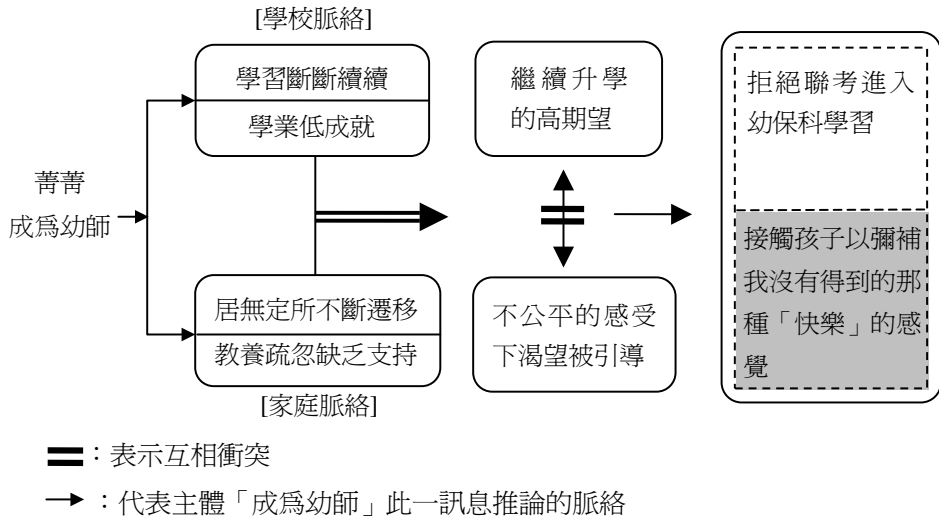 [學校脈絡]
學習斷斷續續
學業低成就
繼續升學
的高期望
拒絕聯考進入
幼保科學習
菁菁
成爲幼師
接觸孩子以彌補
我沒有得到的那
種「快樂」的感
覺
居無定所不斷遷移
教養疏忽缺乏支持
不公平的感受
下渴望被引導
[家庭脈絡]
：表示互相衝突
：代表主體「成爲幼師」此一訊息推論的脈絡